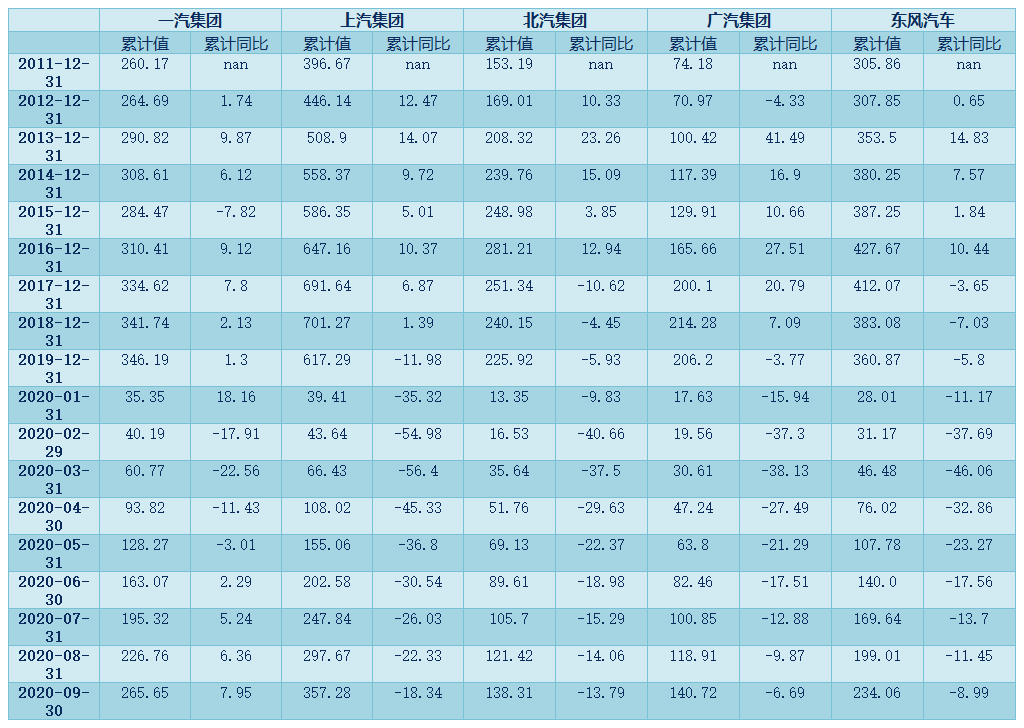 一汽集团 上汽集团 北汽集团 广汽集团 东风汽车
累计值 累计同比 累计值 累计同比 累计值 累计同比 累计值 累计同比 累计值 累计同比
2011-12-31 260.17 nan 396.67 nan 153.19 nan 74.18 nan 305.86 nan
2012-12-31 264.69 1.74 446.14 12.47 169.01 10.33 70.97 -4.33 307.85 0.65
2013-12-31 290.82 9.87 508.9 14.07 208.32 23.26 100.42 41.49 353.5 14.83
2014-12-31 308.61 6.12 558.37 9.72 239.76 15.09 117.39 16.9 380.25 7.57
2015-12-31 284.47 -7.82 586.35 5.01 248.98 3.85 129.91 10.66 387.25 1.84
2016-12-31 310.41 9.12 647.16 10.37 281.21 12.94 165.66 27.51 427.67 10.44
2017-12-31 334.62 7.8 691.64 6.87 251.34 -10.62 200.1 20.79 412.07 -3.65
2018-12-31 341.74 2.13 701.27 1.39 240.15 -4.45 214.28 7.09 383.08 -7.03
2019-12-31 346.19 1.3 617.29 -11.98 225.92 -5.93 206.2 -3.77 360.87 -5.8
2020-01-31 35.35 18.16 39.41 -35.32 13.35 -9.83 17.63 -15.94 28.01 -11.17
2020-02-29 40.19 -17.91 43.64 -54.98 16.53 -40.66 19.56 -37.3 31.17 -37.69
2020-03-31 60.77 -22.56 66.43 -56.4 35.64 -37.5 30.61 -38.13 46.48 -46.06
2020-04-30 93.82 -11.43 108.02 -45.33 51.76 -29.63 47.24 -27.49 76.02 -32.86
2020-05-31 128.27 -3.01 155.06 -36.8 69.13 -22.37 63.8 -21.29 107.78 -23.27
2020-06-30 163.07 2.29 202.58 -30.54 89.61 -18.98 82.46 -17.51 140.0 -17.56
2020-07-31 195.32 5.24 247.84 -26.03 105.7 -15.29 100.85 -12.88 169.64 -13.7
2020-08-31 226.76 6.36 297.67 -22.33 121.42 -14.06 118.91 -9.87 199.01 -11.45
2020-09-30 265.65 7.95 357.28 -18.34 138.31 -13.79 140.72 -6.69 234.06 -8.99